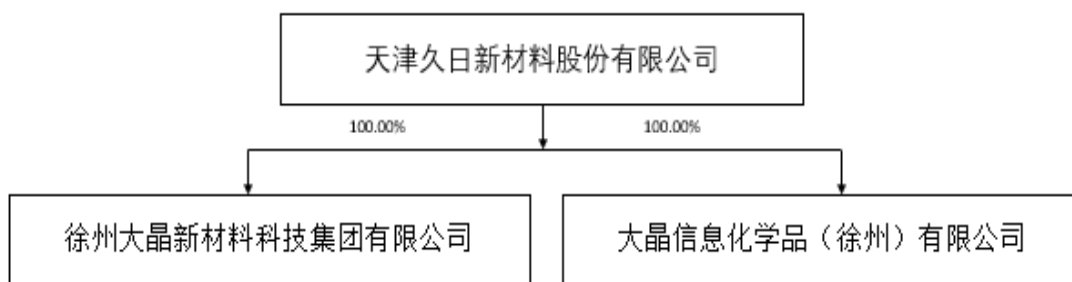 天津久日新材料股份有限公司
100.00%
100.00%
徐州大晶新材料科技集团有限公司
大晶信息化学品（徐州）有限公司